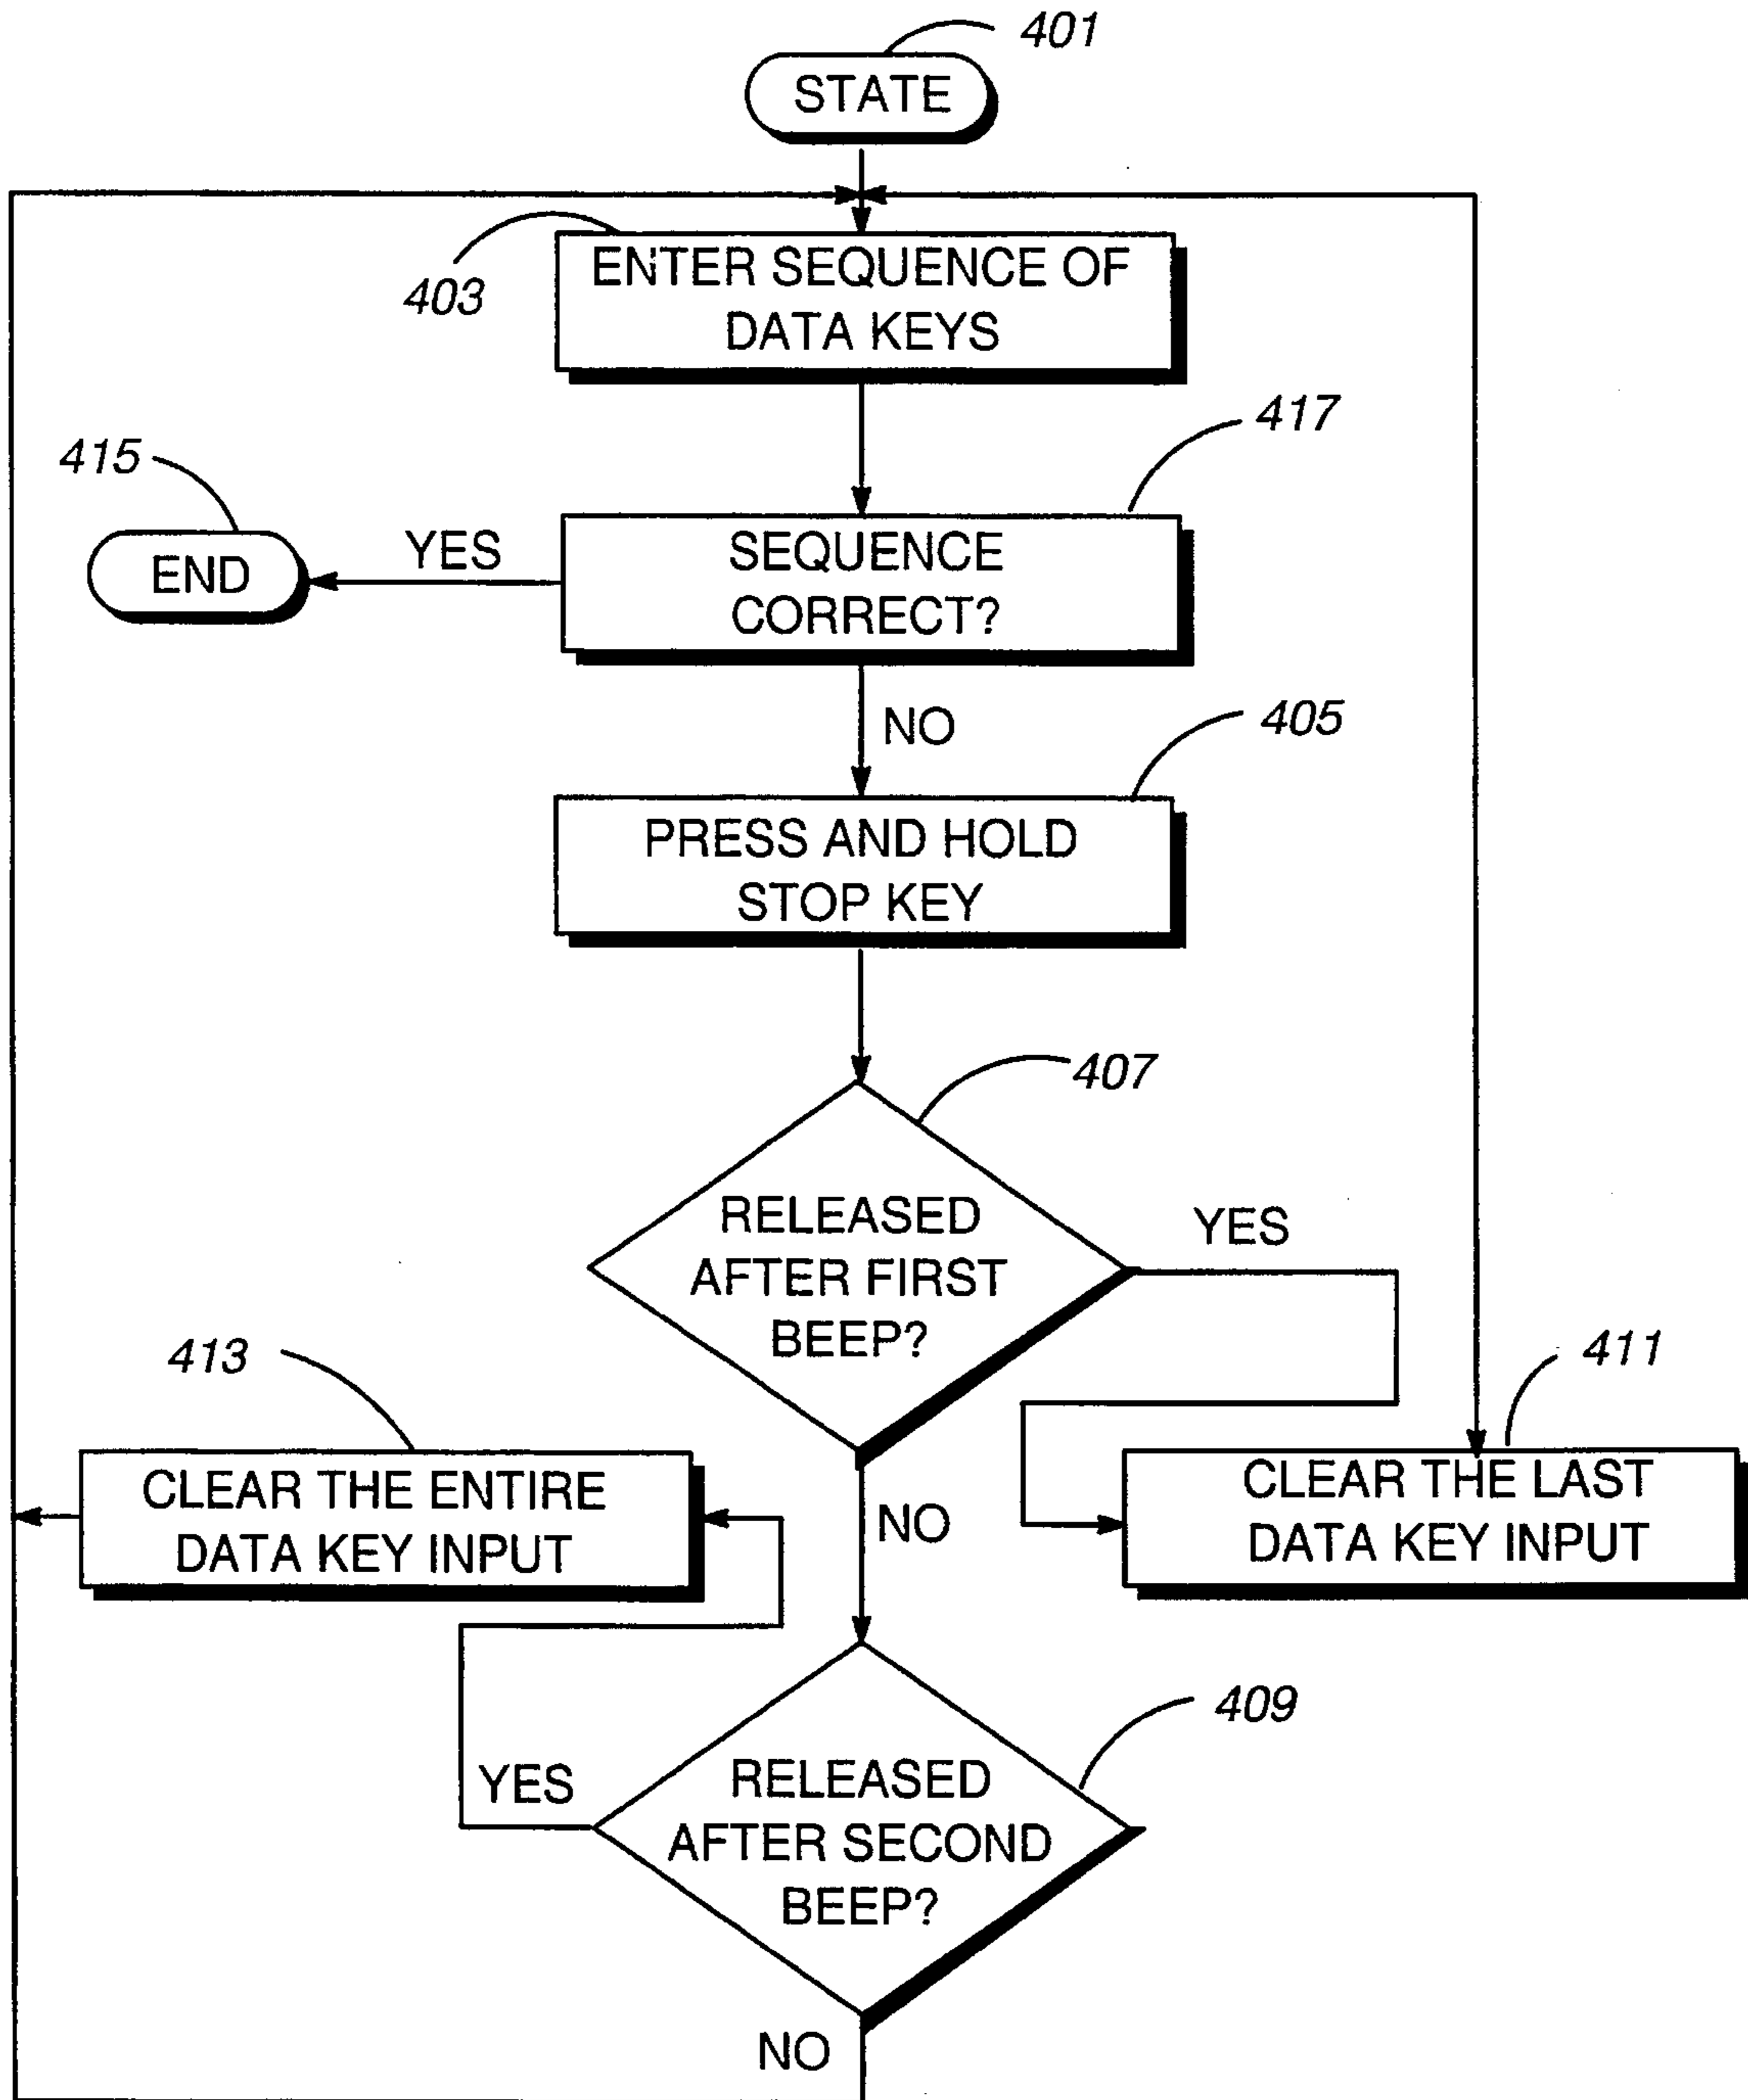 401
STATE
403
ENTER SEQUENCE OF
DATA KEYS
417
415
END
YES
SEQUENCE
CORRECT?
NO
405
PRESS AND HOLD
STOP KEY
407
RELEASED
AFTER FIRST
BEEP?
YES
413
411
CLEAR THE ENTIRE
DATA KEY INPUT
NO
CLEAR THE LAST
DATA KEY INPUT
409
YES
RELEASED
AFTER SECOND
BEEP?
NO